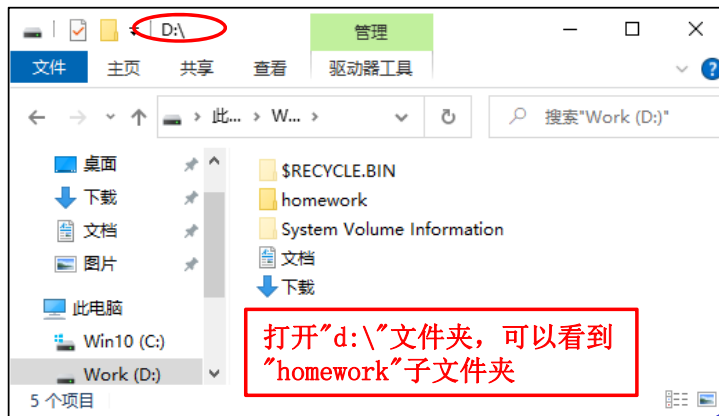 D:\
管理
文件 主页 共享 查看 驱动器工具
此... W...
搜索"Work (D:)"
桌面
下载
文档
图片
此电脑
Win10 (C:)
Work (D:)
$RECYCLE.BIN
homework
System Volume Information
文档
下载
打开"d:\"文件夹，可以看到
"homework"子文件夹
5 个项目